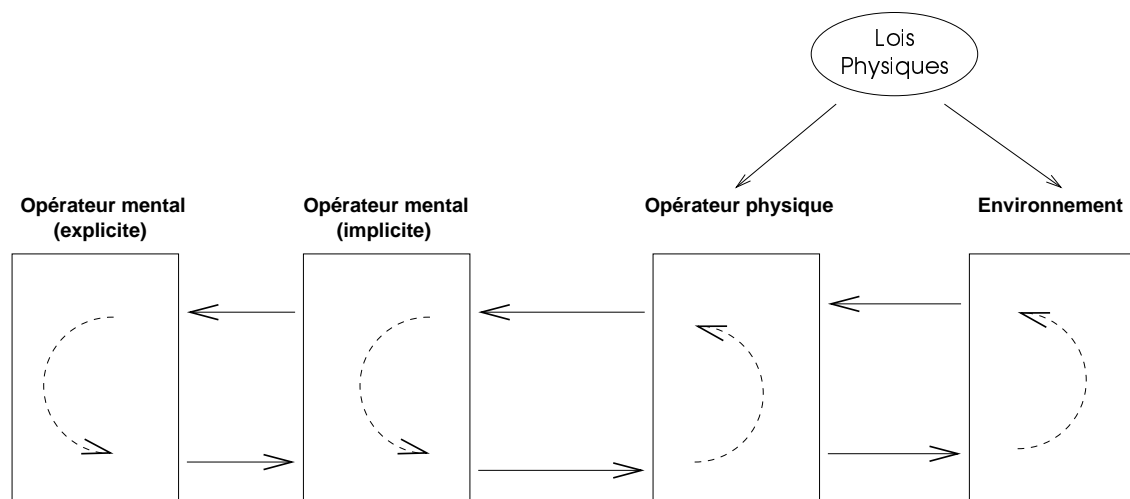 Lois
Physiques
Opérateur mental
(explicite)
Opérateur mental
(implicite)
Opérateur physique
Environnement